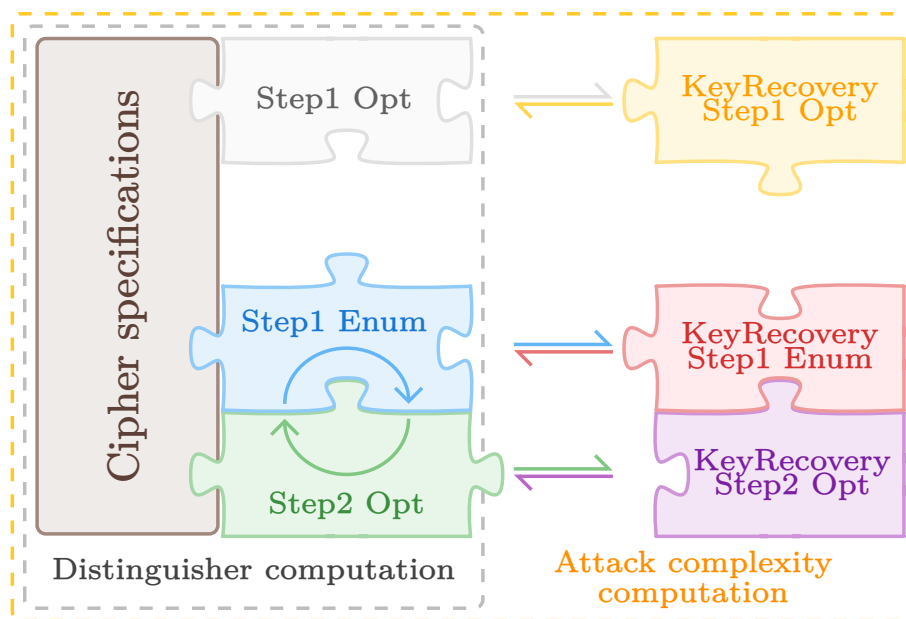 Cipher specifications
Step1 Opt
KeyRecovery
Step1 Opt
Step1 Enum
KeyRecovery
Step1 Enum
Step2 Opt
KeyRecovery
Step2 Opt
Distinguisher computation
Attack complexity
computation